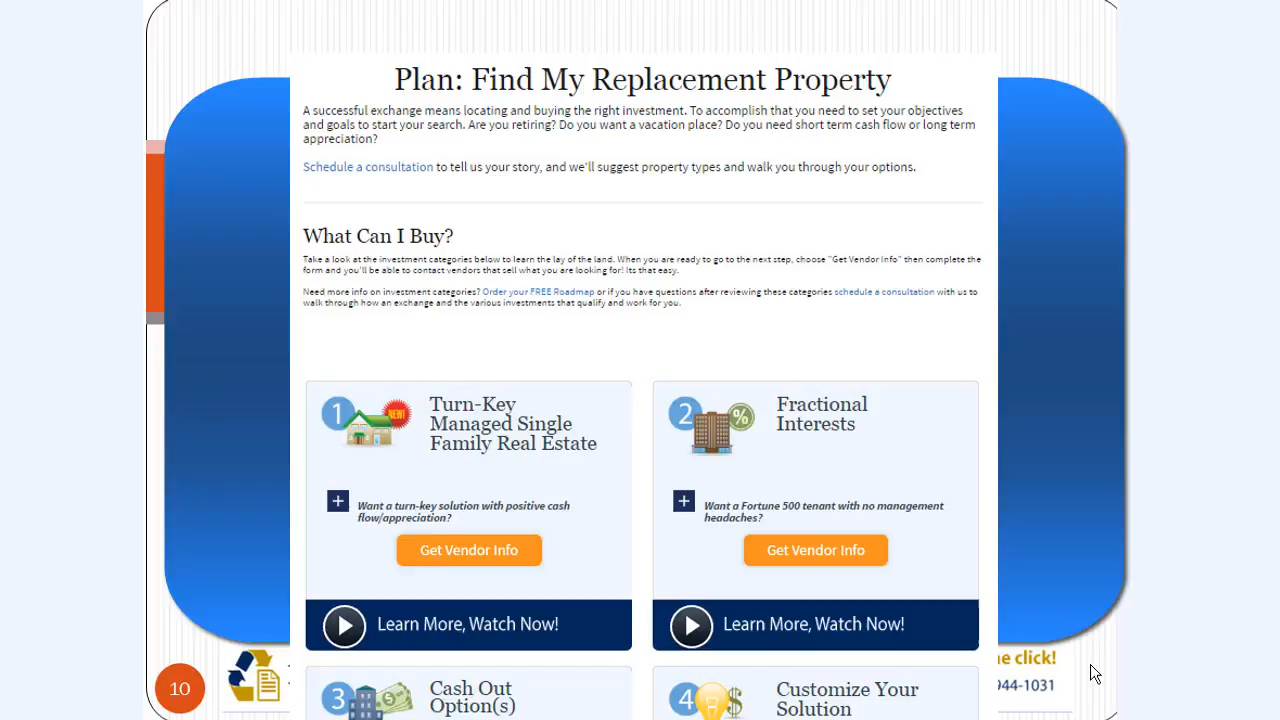 Plan: Find My Replacement Property
A successful exchange means locating and buying the right investment. To accomplish that you need to set your objectives
and goals to start your search. Are you retiring? Do you want a vacation place? Do you need short term cash flow or long term
appreciation?
Schedule a consultation to tell us your story, and we'll suggest property types and walk you through your options.
What Can I Buy?
Take a look at the investment categories below to learn the lay of the land. When you are ready to go to the next step, choose "Get Vendor Info" then complete the
form and you'll be able to contact vendors that sell what you are looking for! Its that easy.
Need more info on investment categories? Order your FREE Roadmap or if you have questions after reviewing these categories schedule a consultation with us to
walk through how an exchange and the various investments that qualify and work for you.
1 NEW! Turn-Key
Managed Single
Family Real Estate
+ Want a turn-key solution with positive cash
flow/appreciation?
Get Vendor Info
Learn More, Watch Now!
2 % Fractional
Interests
+ Want a Fortune 500 tenant with no management
headaches?
Get Vendor Info
Learn More, Watch Now!
3 Cash Out
Option(s)
4 $ Customize Your
Solution
10
ne click!
944-1031